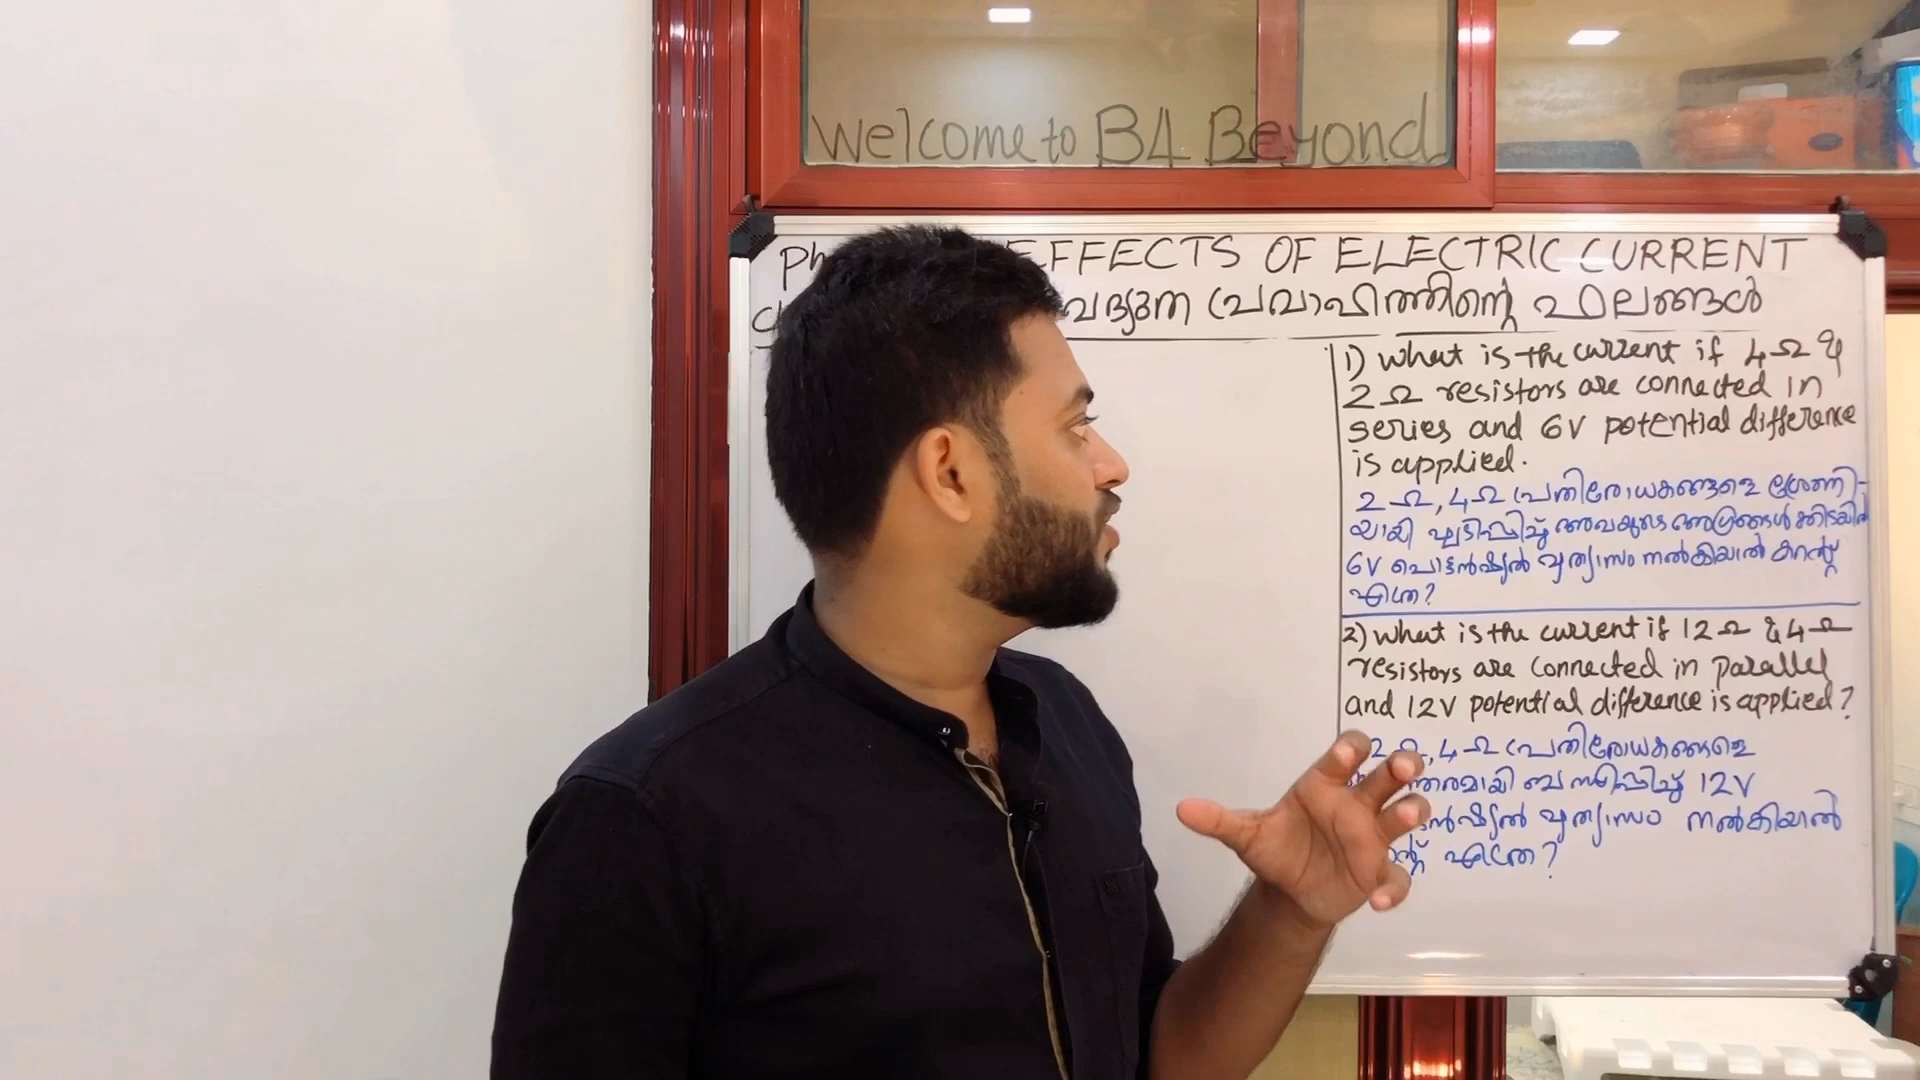 Welcome to B4 Beyond
EFFECTS OF ELECTRIC CURRENT
പ്രവാഹത്തിന്റെ ഫലങ്ങൾ
1) What is the current if 4Ω &
2Ω resistors are connected in
series and 6V potential difference
is applied.
2Ω, 4Ω പ്രതിരോധകങ്ങളെ ശ്രേണി-
യായി ഘടിപ്പിച്ച് അവയുടെ അഗ്രങ്ങൾക്കിടയിൽ
6V പൊട്ടൻഷ്യൽ വ്യത്യാസം നൽകിയാൽ കറന്റ്
എത്ര?
2) What is the current if 12Ω & 4Ω
resistors are connected in parallel
and 12V potential difference is applied?
2Ω, 4Ω പ്രതിരോധകങ്ങളെ
ബന്ധിപ്പിച്ച് 12V
വ്യത്യാസം നൽകിയാൽ
എത്ര?